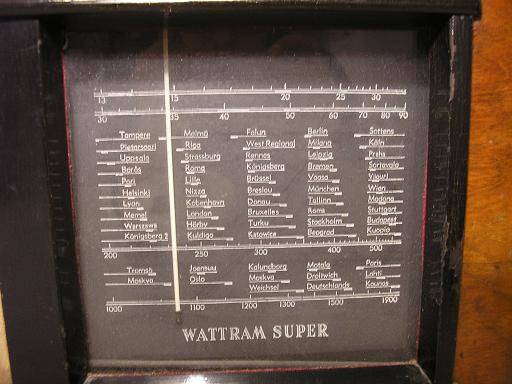 13 15 20 25 30
30 35 40 50 60 70 80 90
Tampere Malmö Falun Berlin Sottens
Pietarsaari Riga West Regional Milano Köln
Uppsala Strassburg Rennes Leipzig Praha
Borås Roma Königsberg Bremen Sortavala
Pori Lille Brüssel Vaasa Viipuri
Helsinki Nizza Breslau München Wien
Lyon Kobenhavn Donau Tallinn Modona
Memel London Bruxelles Roma Stuttgart
Warszawa Hörby Turku Stockholm Budapest
Königsberg 2 Kuldiga Katowice Beograd Kuopio
200 250 300 400 500
Tromsö Joensuu Kalundborg Motala Paris
Moskva Oslo Moskva Droitwich Lahti
Weichsel Deutschlands Kaunas
1000 1100 1200 1300 1500 1900
WATTRAM SUPER